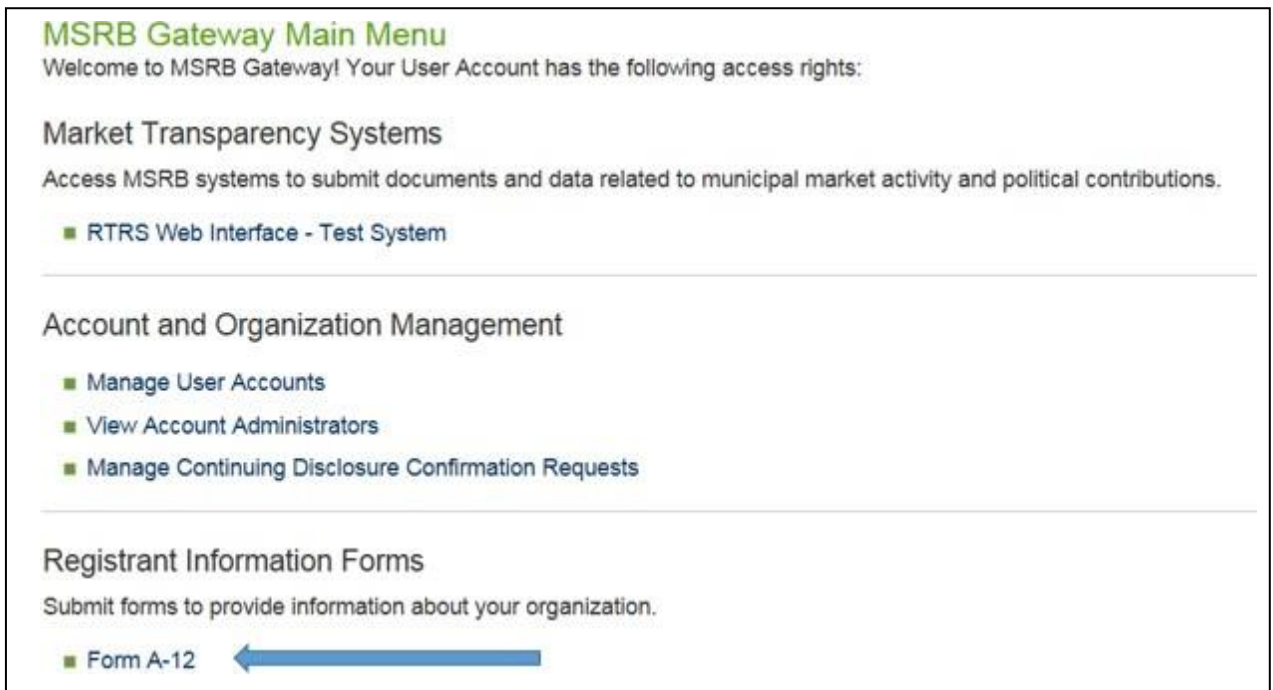 MSRB Gateway Main Menu
Welcome to MSRB Gateway! Your User Account has the following access rights:
Market Transparency Systems
Access MSRB systems to submit documents and data related to municipal market activity and political contributions.
RTRS Web Interface - Test System
Account and Organization Management
Manage User Accounts
View Account Administrators
Manage Continuing Disclosure Confirmation Requests
Registrant Information Forms
Submit forms to provide information about your organization.
Form A-12